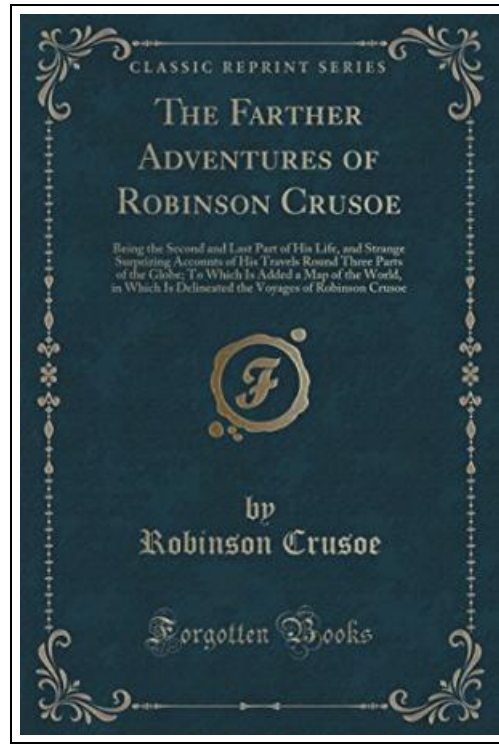 CLASSIC REPRINT SERIES
THE FARTHER
ADVENTURES OF
ROBINSON CRUSOE
Being the Second and Last Part of His Life, and Strange
Surprizing Accounts of His Travels Round Three Parts
of the Globe; To Which Is Added a Map of the World,
in Which Is Delineated the Voyages of Robinson Crusoe
F
by
Robinson Crusoe
Forgotten Books